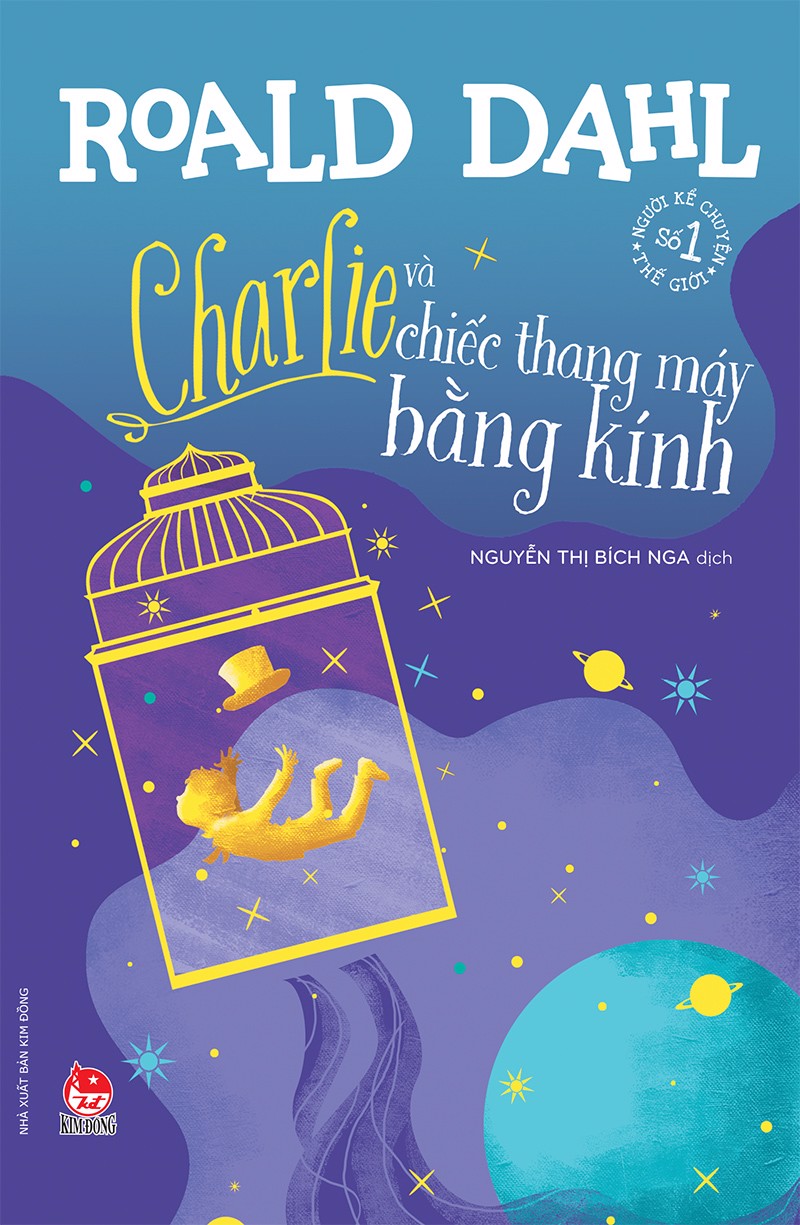 ROALD DAHL
NGƯỜI KỂ CHUYỆN
Số 1
THẾ GIỚI
Charlie và
chiếc thang máy
bằng kính
NGUYỄN THỊ BÍCH NGA dịch
NHÀ XUẤT BẢN KIM ĐỒNG
kđ
KIM ĐỒNG